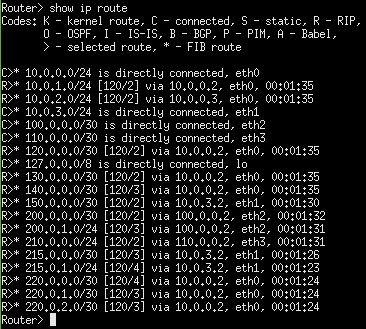 Router> show ip route
Codes: K - kernel route, C - connected, S - static, R - RIP,
O - OSPF, I - IS-IS, B - BGP, P - PIM, A - Babel,
> - selected route, * - FIB route
C>* 10.0.0.0/24 is directly connected, eth0
R>* 10.0.1.0/24 [120/2] via 10.0.0.2, eth0, 00:01:35
R>* 10.0.2.0/24 [120/2] via 10.0.0.3, eth0, 00:01:35
C>* 10.0.3.0/24 is directly connected, eth1
C>* 100.0.0.0/30 is directly connected, eth2
C>* 110.0.0.0/30 is directly connected, eth3
R>* 120.0.0.0/30 [120/2] via 10.0.0.2, eth0, 00:01:35
C>* 127.0.0.0/8 is directly connected, lo
R>* 130.0.0.0/30 [120/2] via 10.0.0.2, eth0, 00:01:35
R>* 140.0.0.0/30 [120/2] via 10.0.0.3, eth0, 00:01:35
R>* 150.0.0.0/30 [120/2] via 10.0.3.2, eth1, 00:01:30
R>* 200.0.0.0/30 [120/2] via 100.0.0.2, eth2, 00:01:32
R>* 200.0.1.0/24 [120/3] via 100.0.0.2, eth2, 00:01:31
R>* 210.0.0.0/24 [120/2] via 110.0.0.2, eth3, 00:01:31
R>* 215.0.0.0/30 [120/3] via 10.0.3.2, eth1, 00:01:26
R>* 215.0.1.0/24 [120/4] via 10.0.3.2, eth1, 00:01:23
R>* 220.0.0.0/30 [120/3] via 10.0.0.2, eth0, 00:01:24
R>* 220.0.1.0/30 [120/4] via 10.0.0.2, eth0, 00:01:24
R>* 220.0.2.0/30 [120/4] via 10.0.0.2, eth0, 00:01:24
Router>